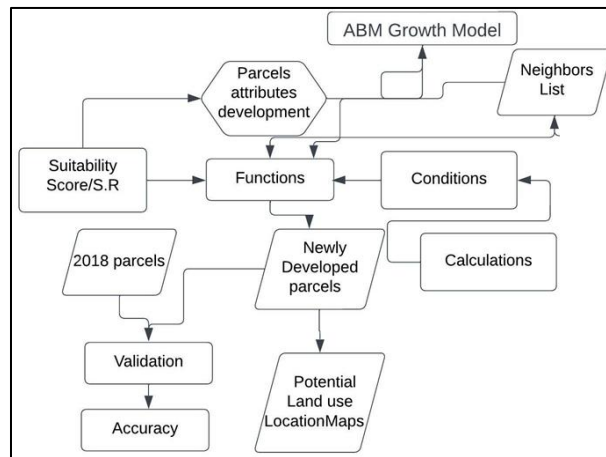 ABM Growth Model
Parcels
attributes
development
Neighbors
List
Suitability
Score/S.R
Functions
Conditions
2018 parcels
Newly
Developed
parcels
Calculations
Validation
Potential
Land use
LocationMaps
Accuracy